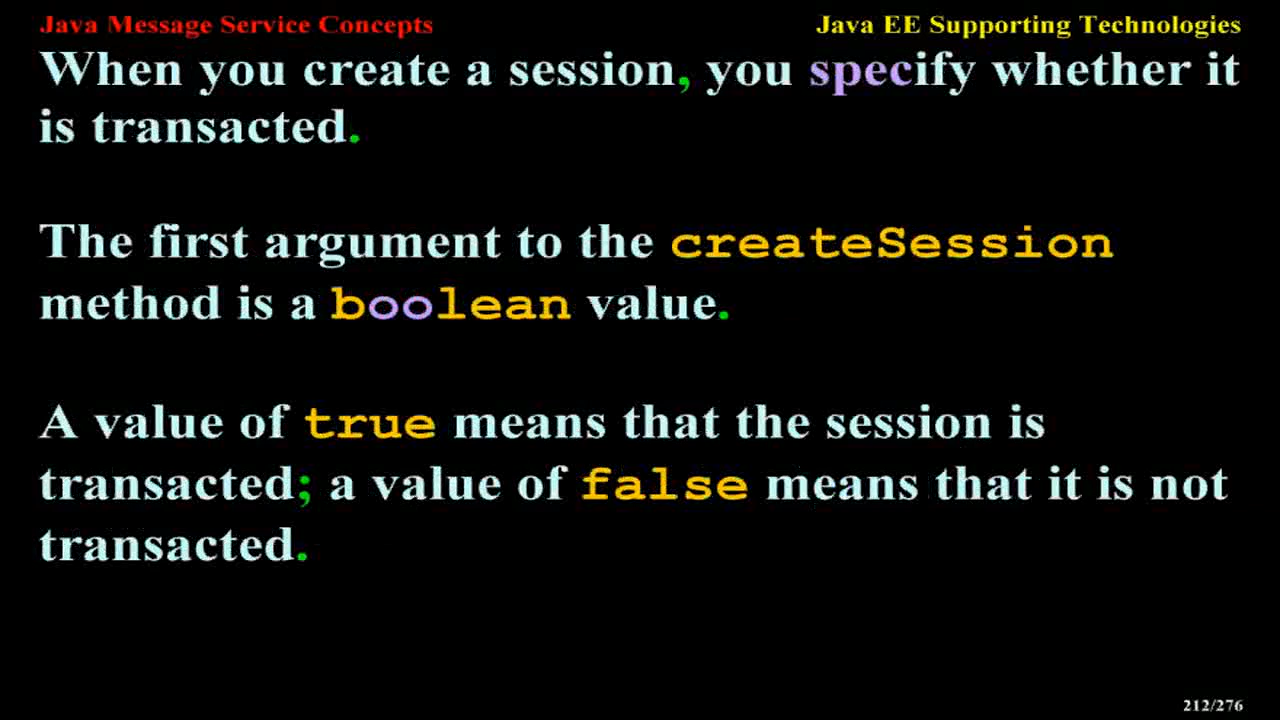 Java Message Service Concepts
Java EE Supporting Technologies
When you create a session, you specify whether it
is transacted.
The first argument to the createSession
method is a boolean value.
A value of true means that the session is
transacted; a value of false means that it is not
transacted.
212/276